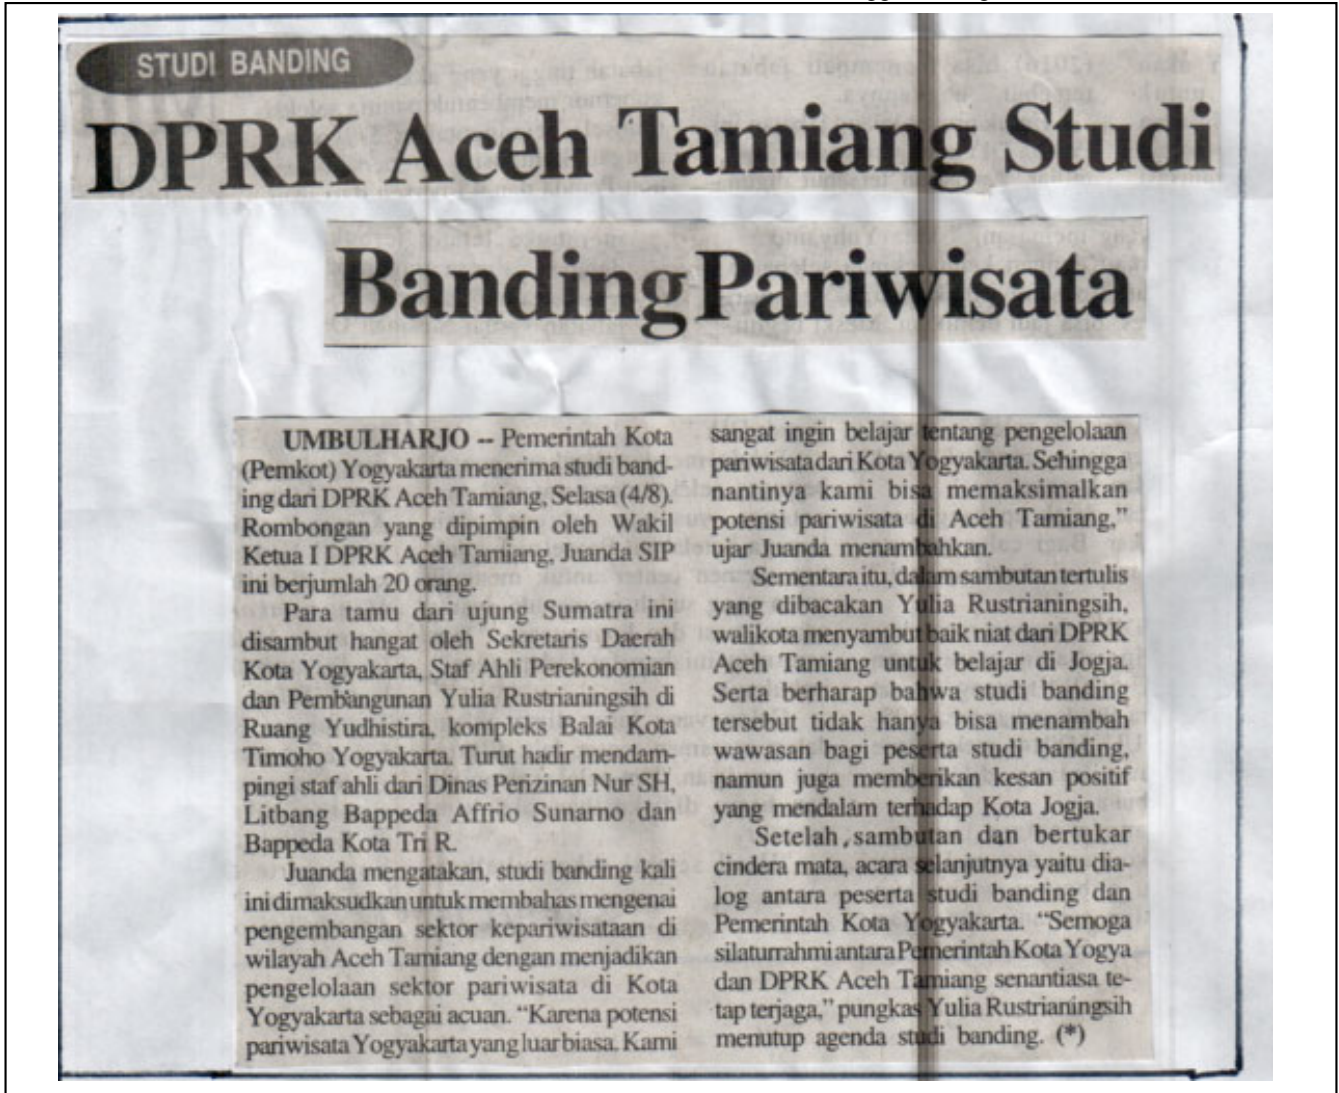 STUDI BANDING
DPRK Aceh Tamiang Studi
Banding Pariwisata
UMBULHARJO -- Pemerintah Kota
(Pemkot) Yogyakarta menerima studi band-
ing dari DPRK Aceh Tamiang, Selasa (4/8).
Rombongan yang dipimpin oleh Wakil
Ketua I DPRK Aceh Tamiang, Juanda SIP
ini berjumlah 20 orang.
Para tamu dari ujung Sumatra ini
disambut hangat oleh Sekretaris Daerah
Kota Yogyakarta, Staf Ahli Perekonomian
dan Pembangunan Yulia Rustrianingsih di
Ruang Yudhistira, kompleks Balai Kota
Timoho Yogyakarta. Turut hadir mendam-
pingi staf ahli dari Dinas Perizinan Nur SH,
Litbang Bappeda Affrio Sunarno dan
Bappeda Kota Tri R.
Juanda mengatakan, studi banding kali
ini dimaksudkan untuk membahas mengenai
pengembangan sektor kepariwisataan di
wilayah Aceh Tamiang dengan menjadikan
pengelolaan sektor pariwisata di Kota
Yogyakarta sebagai acuan. “Karena potensi
pariwisata Yogyakarta yang luar biasa. Kami
sangat ingin belajar tentang pengelolaan
pariwisata dari Kota Yogyakarta. Sehingga
nantinya kami bisa memaksimalkan
potensi pariwisata di Aceh Tamiang,”
ujar Juanda menambahkan.
Sementara itu, dalam sambutan tertulis
yang dibacakan Yulia Rustrianingsih,
walikota menyambut baik niat dari DPRK
Aceh Tamiang untuk belajar di Jogja.
Serta berharap bahwa studi banding
tersebut tidak hanya bisa menambah
wawasan bagi peserta studi banding,
namun juga memberikan kesan positif
yang mendalam terhadap Kota Jogja.
Setelah sambutan dan bertukar
cindera mata, acara selanjutnya yaitu dia-
log antara peserta studi banding dan
Pemerintah Kota Yogyakarta. “Semoga
silaturrahmi antara Pemerintah Kota Yogya
dan DPRK Aceh Tamiang senantiasa te-
tap terjaga,” pungkas Yulia Rustrianingsih
menutup agenda studi banding. (*)